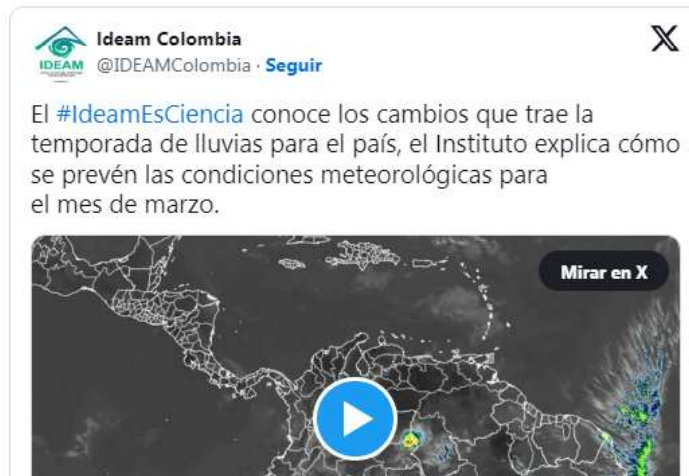 Ideam Colombia
IDEAM
@IDEAMColombia · Seguir
El #IdeamEsCiencia conoce los cambios que trae la
temporada de lluvias para el país, el Instituto explica cómo
se prevén las condiciones meteorológicas para
el mes de marzo.
Mirar en X